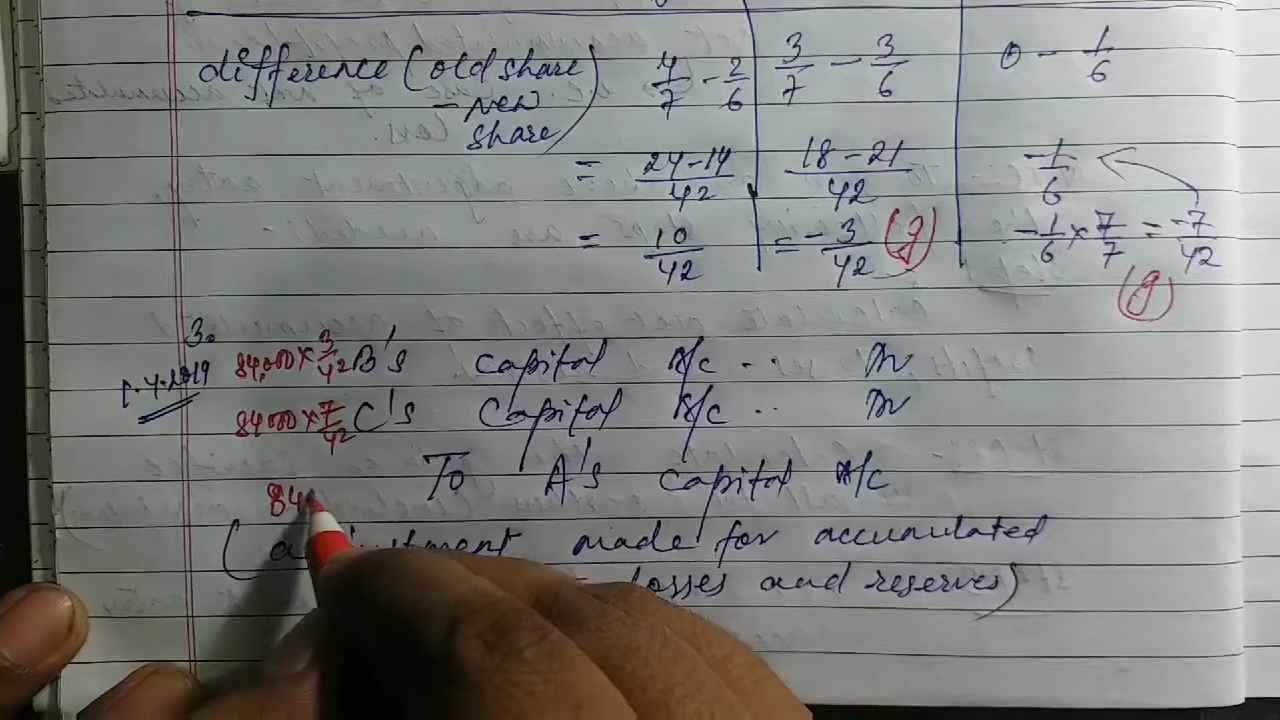 difference (old share - new share) 4/7 - 2/6 3/7 - 3/6 0 - 1/6
= 24-14/42 18-21/42 -1/6
= 10/42 = -3/42 (g) -1/6 × 7/7 = -7/42
(g)
3.
1.4.2019 84,000 × 3/42 B's Capital A/c .. Dr
84000 × 7/42 C's Capital A/c .. Dr
To A's Capital A/c
84
( made for accumulated
losses and reserves)